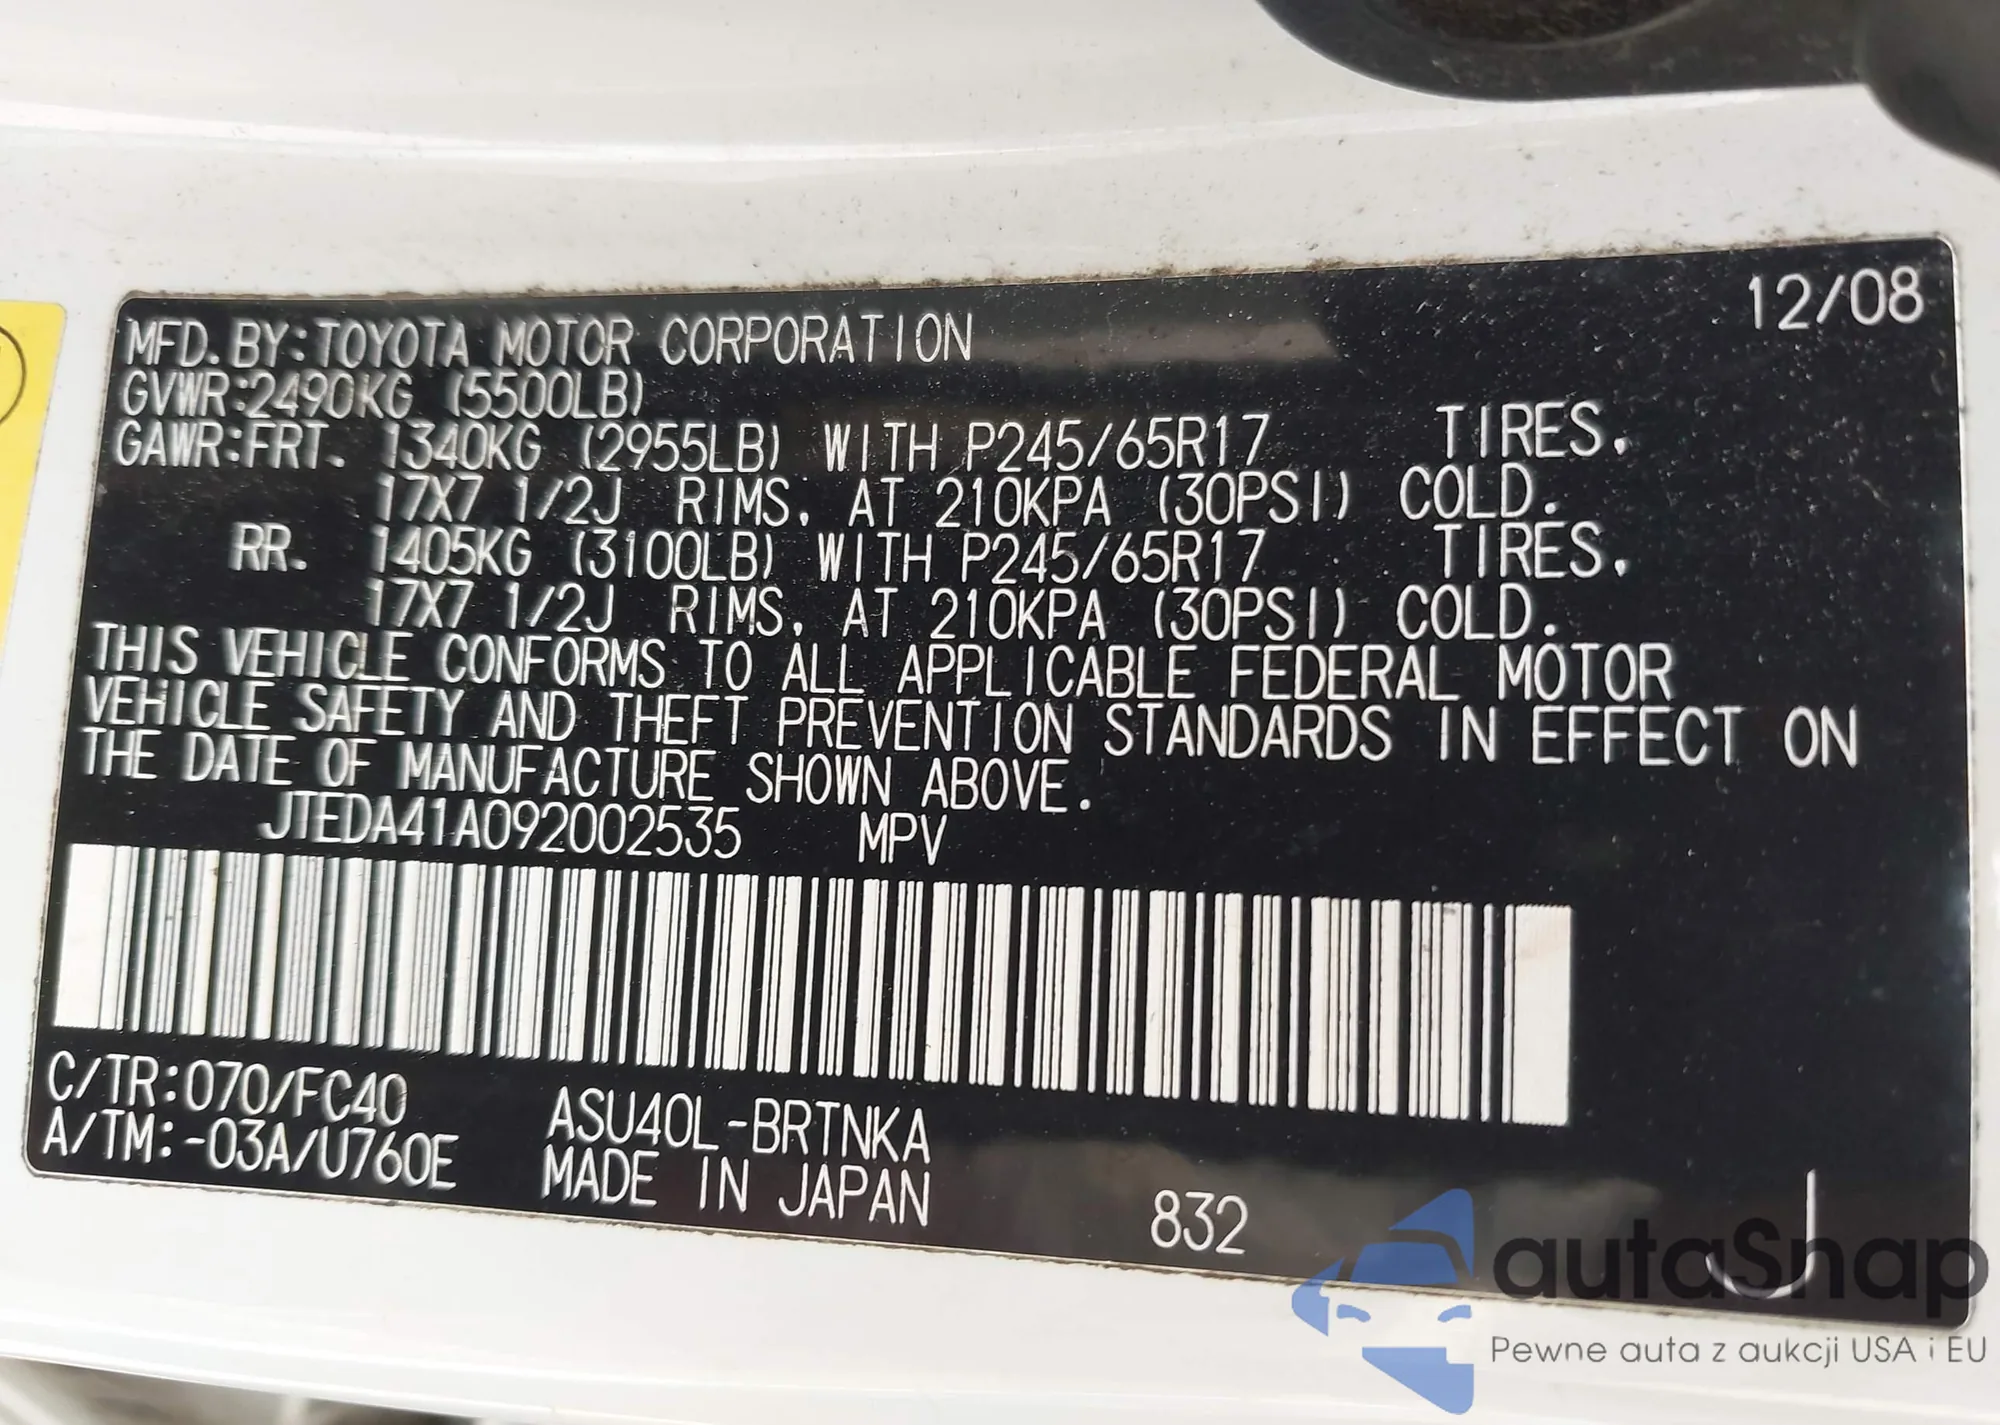 12/08
MFD. BY: TOYOTA MOTOR CORPORATION
GVWR:2490KG (5500LB)
GAWR:FRT. 1340KG (2955LB) WITH P245/65R17 TIRES,
17X7 1/2J RIMS, AT 210KPA (30PSI) COLD.
RR. 1405KG (3100LB) WITH P245/65R17 TIRES,
17X7 1/2J RIMS, AT 210KPA (30PSI) COLD.
THIS VEHICLE CONFORMS TO ALL APPLICABLE FEDERAL MOTOR
VEHICLE SAFETY AND THEFT PREVENTION STANDARDS IN EFFECT ON
THE DATE OF MANUFACTURE SHOWN ABOVE.
JTEDA41A092002535 MPV
C/TR:070/FC40 ASU40L-BRTNKA
A/TM:-03A/U760E MADE IN JAPAN 832
J
autaSnap
Pewne auta z aukcji USA i EU